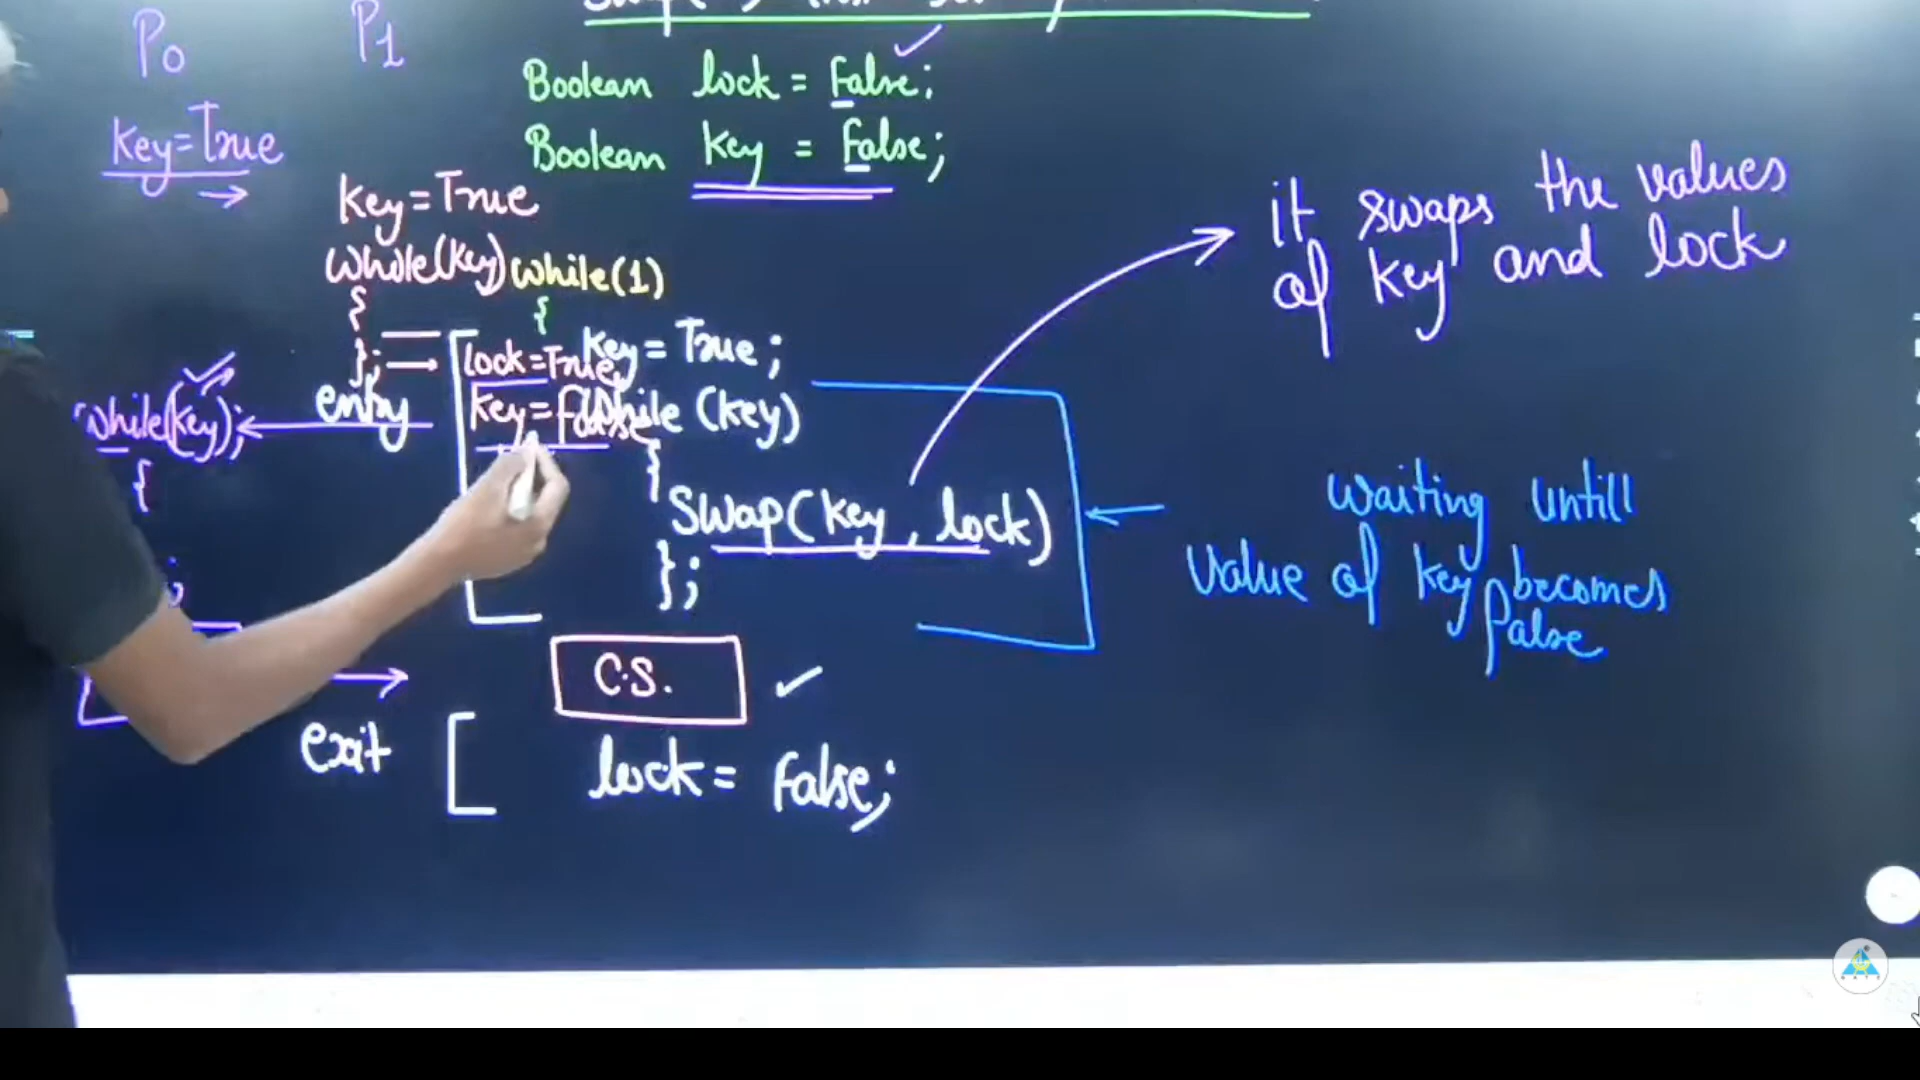 P0
P1
Boolean lock = False;
Boolean key = False;
key=True
key=True
whole(key)
while(1)
{
{
};
lock=True
key=False
key = True;
entry
while (key)
while(key);
{
{
Swap(key, lock)
};
;
C.S.
exit
lock = False;
it swaps the values
of key and lock
waiting untill
value of key becomes
false